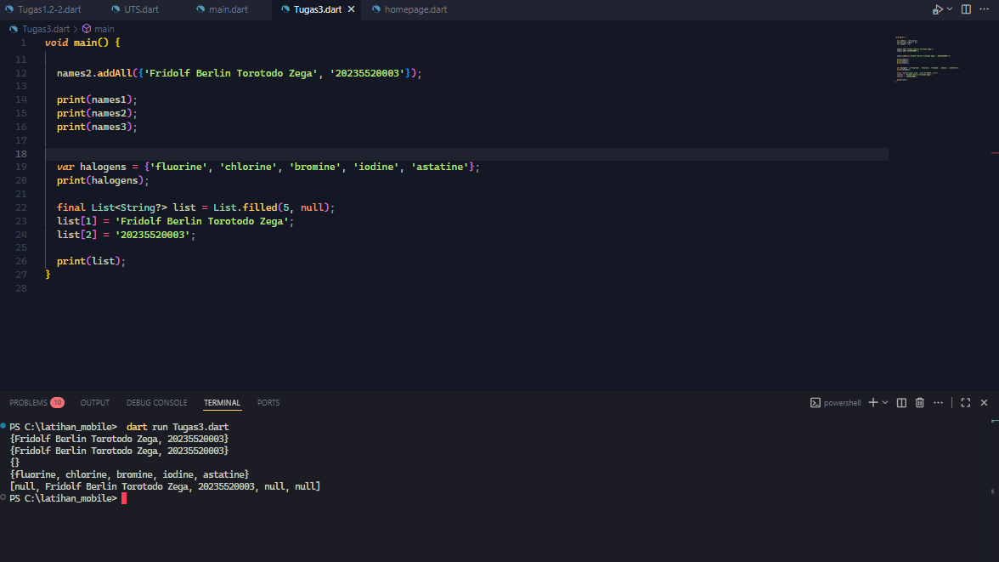 Tugas1.2-2.dart UTS.dart main.dart Tugas3.dart homepage.dart
Tugas3.dart > main
1 void main() {
11
12 names2.addAll({'Fridolf Berlin Torotodo Zega', '20235520003'});
13
14 print(names1);
15 print(names2);
16 print(names3);
17
18
19 var halogens = {'fluorine', 'chlorine', 'bromine', 'iodine', 'astatine'};
20 print(halogens);
21
22 final List<String?> list = List.filled(5, null);
23 list[1] = 'Fridolf Berlin Torotodo Zega';
24 list[2] = '20235520003';
25
26 print(list);
27 }
28
PROBLEMS 10 OUTPUT DEBUG CONSOLE TERMINAL PORTS powershell
PS C:\latihan_mobile> dart run Tugas3.dart
{Fridolf Berlin Torotodo Zega, 20235520003}
{Fridolf Berlin Torotodo Zega, 20235520003}
{}
{fluorine, chlorine, bromine, iodine, astatine}
[null, Fridolf Berlin Torotodo Zega, 20235520003, null, null]
PS C:\latihan_mobile>